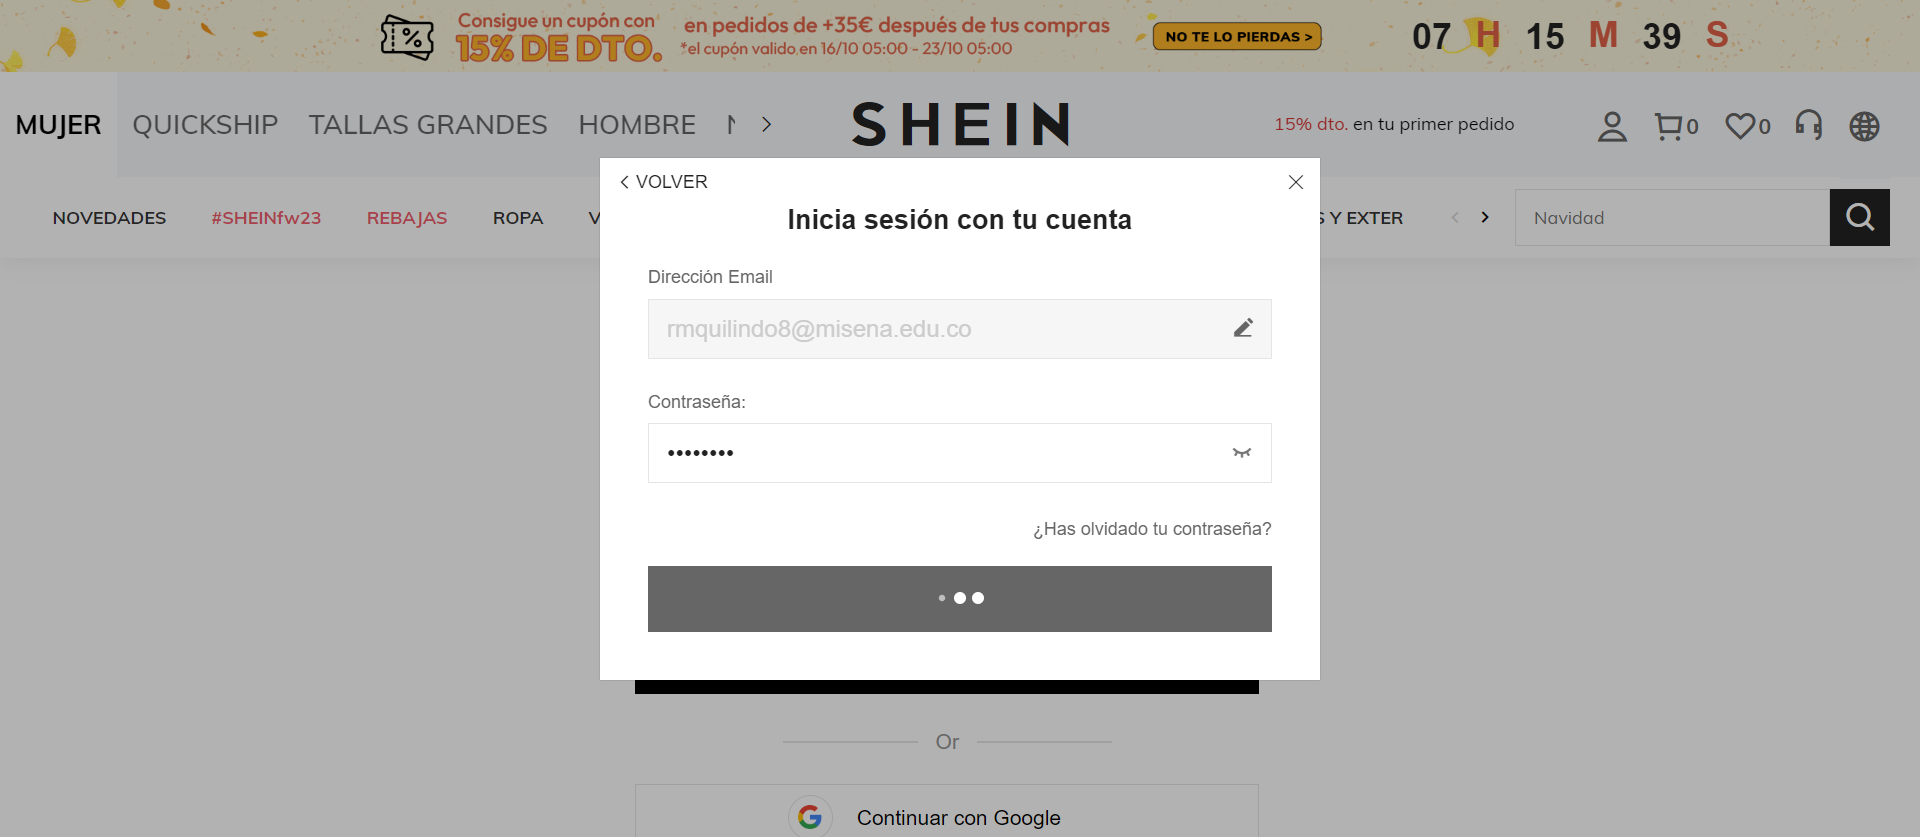 Consigue un cupón con
15% DE DTO.
en pedidos de +35€ después de tus compras
*el cupón valido en 16/10 05:00 - 23/10 05:00
NO TE LO PIERDAS >
07 H 15 M 39 S
MUJER QUICKSHIP TALLAS GRANDES HOMBRE
SHEIN
15% dto. en tu primer pedido
0 0
NOVEDADES #SHEINfw23 REBAJAS ROPA
Y EXTER
Navidad
VOLVER
Inicia sesión con tu cuenta
Dirección Email
rmquilindo8@misena.edu.co
Contraseña:
¿Has olvidado tu contraseña?
Or
Continuar con Google